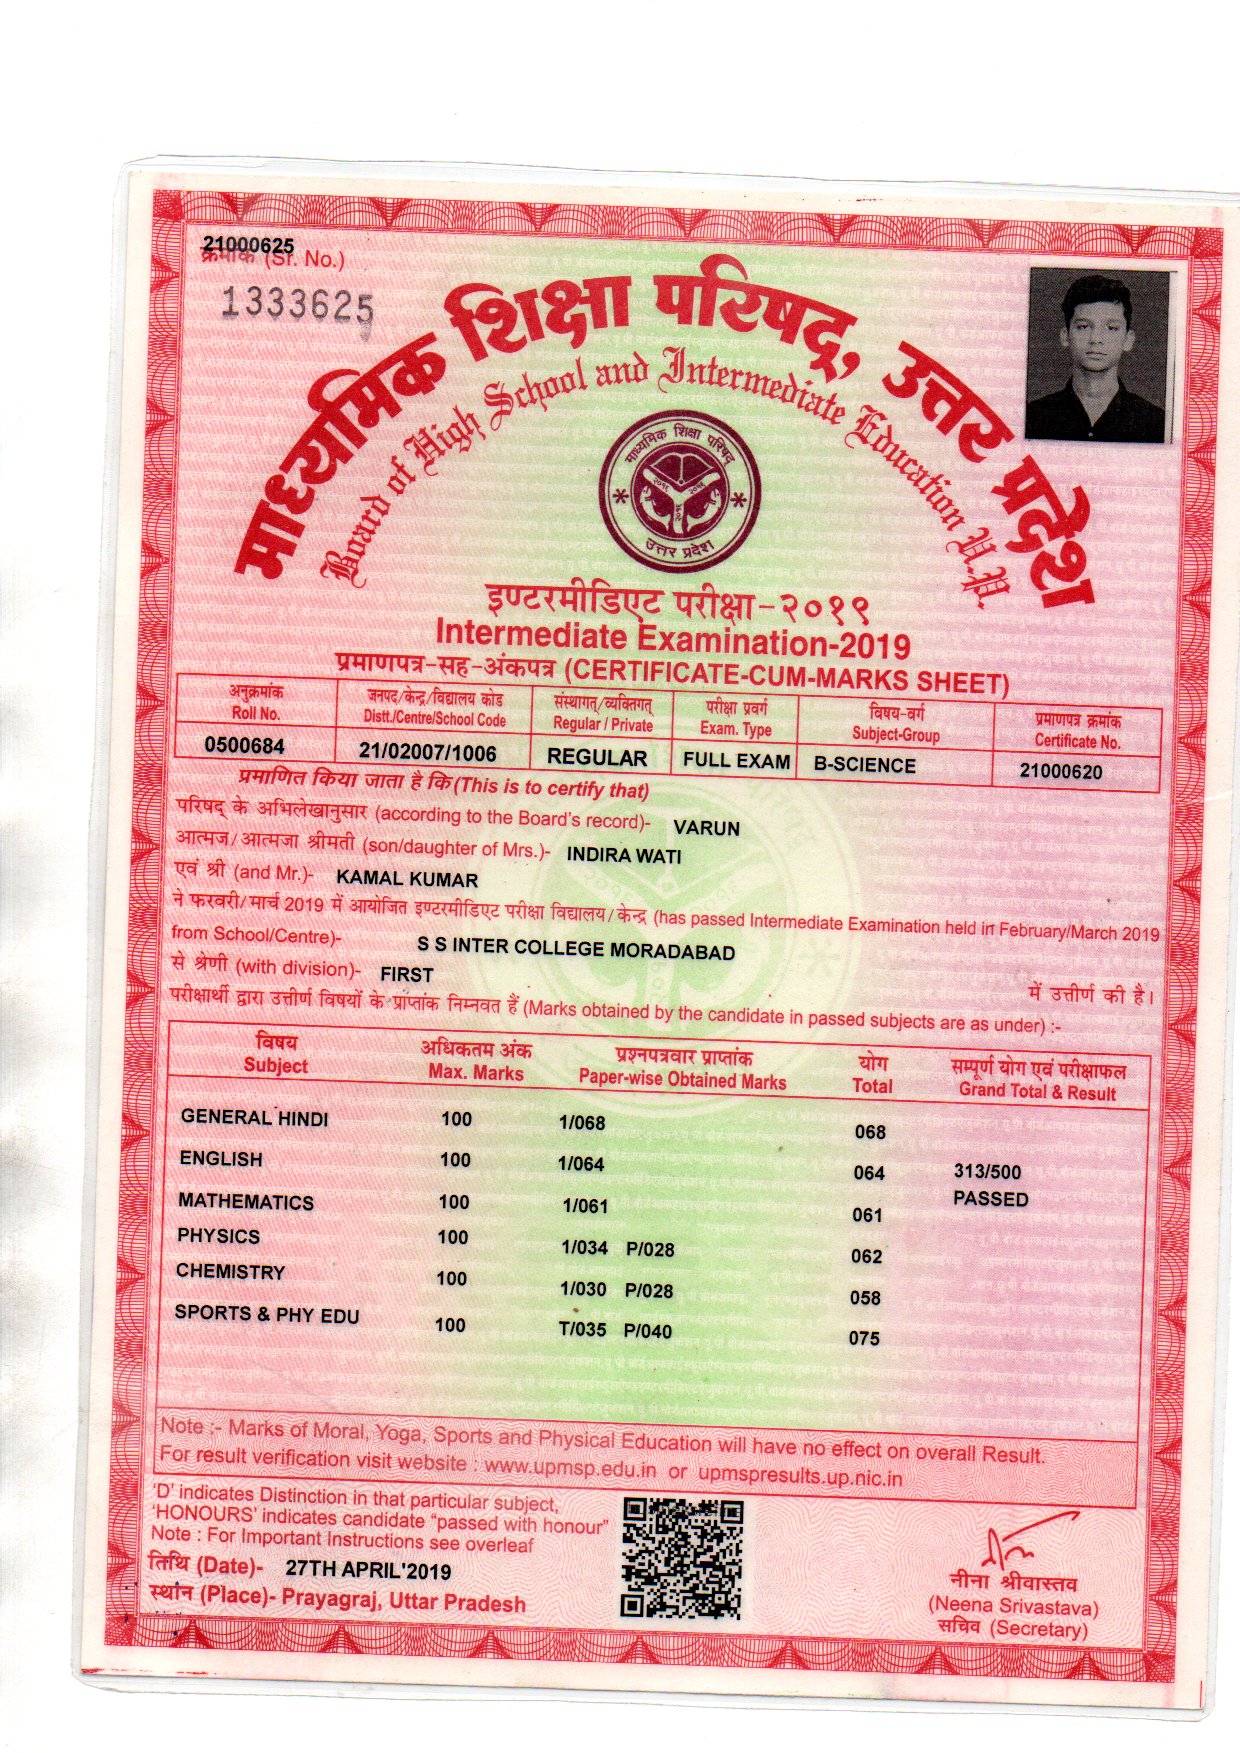 21000625
क्रमांक (Sr. No.)
1333625
माध्यमिक शिक्षा परिषद्, उत्तर प्रदेश
Board of High School and Intermediate Education U.P.
माध्यमिक शिक्षा परिषद्
उत्तर प्रदेश
इण्टरमीडिएट परीक्षा-२०१९
Intermediate Examination-2019
प्रमाणपत्र-सह-अंकपत्र (CERTIFICATE-CUM-MARKS SHEET)
अनुक्रमांक जनपद/केन्द्र/विद्यालय कोड संस्थागत्/व्यक्तिगत् परीक्षा प्रवर्ग विषय-वर्ग प्रमाणपत्र क्रमांक
Roll No. Distt./Centre/School Code Regular / Private Exam. Type Subject-Group Certificate No.
0500684 21/02007/1006 REGULAR FULL EXAM B-SCIENCE 21000620
प्रमाणित किया जाता है कि (This is to certify that)
परिषद् के अभिलेखानुसार (according to the Board's record)- VARUN
आत्मज/आत्मजा श्रीमती (son/daughter of Mrs.)- INDIRA WATI
एवं श्री (and Mr.)- KAMAL KUMAR
ने फरवरी/मार्च 2019 में आयोजित इण्टरमीडिएट परीक्षा विद्यालय/केन्द्र (has passed Intermediate Examination held in February/March 2019
from School/Centre)- S S INTER COLLEGE MORADABAD
से श्रेणी (with division)- FIRST में उत्तीर्ण की है।
परीक्षार्थी द्वारा उत्तीर्ण विषयों के प्राप्तांक निम्नवत हैं (Marks obtained by the candidate in passed subjects are as under) :-
विषय अधिकतम अंक प्रश्नपत्रवार प्राप्तांक योग सम्पूर्ण योग एवं परीक्षाफल
Subject Max. Marks Paper-wise Obtained Marks Total Grand Total & Result
GENERAL HINDI 100 1/068 068
ENGLISH 100 1/064 064 313/500
PASSED
MATHEMATICS 100 1/061 061
PHYSICS 100 1/034 P/028 062
CHEMISTRY 100 1/030 P/028 058
SPORTS & PHY EDU 100 T/035 P/040 075
Note :- Marks of Moral, Yoga, Sports and Physical Education will have no effect on overall Result.
For result verification visit website : www.upmsp.edu.in or upmspresults.up.nic.in
'D' indicates Distinction in that particular subject,
'HONOURS' indicates candidate "passed with honour"
Note : For Important Instructions see overleaf
तिथि (Date)- 27TH APRIL'2019
स्थान (Place)- Prayagraj, Uttar Pradesh
नीना श्रीवास्तव
(Neena Srivastava)
सचिव (Secretary)